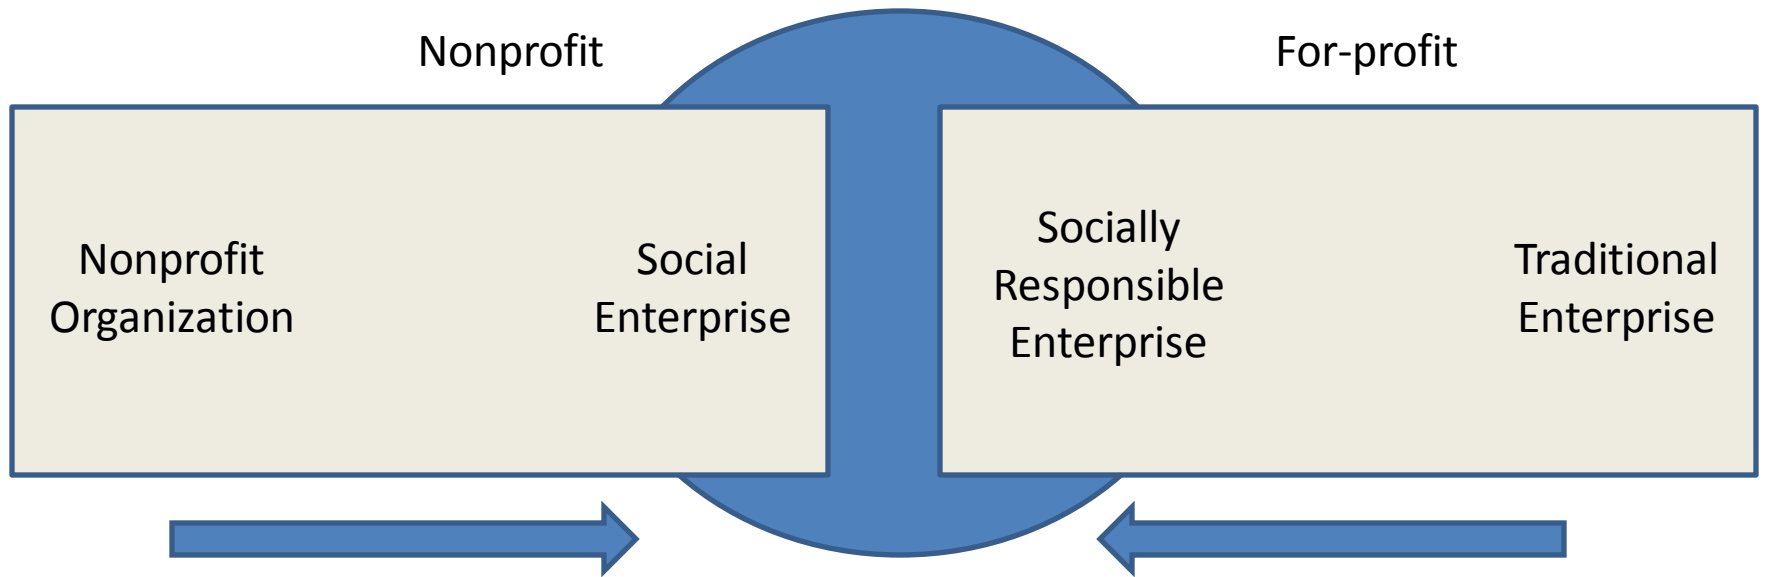 Nonprofit
For-profit
Nonprofit
Organization
Social
Enterprise
Socially
Responsible
Enterprise
Traditional
Enterprise